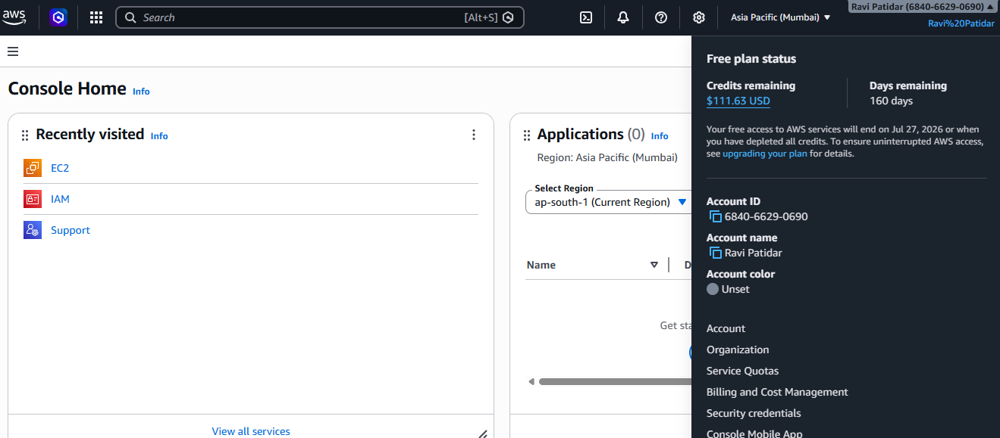 aws
Search [Alt+S]
Asia Pacific (Mumbai)
Ravi Patidar (6840-6629-0690)
Ravi%20Patidar
Console Home Info
Recently visited Info
EC2
IAM
Support
View all services
Applications (0) Info
Region: Asia Pacific (Mumbai)
Select Region
ap-south-1 (Current Region)
Name
D
Get sta
Free plan status
Credits remaining
$111.63 USD
Days remaining
160 days
Your free access to AWS services will end on Jul 27, 2026 or when
you have depleted all credits. To ensure uninterrupted AWS access,
see upgrading your plan for details.
Account ID
6840-6629-0690
Account name
Ravi Patidar
Account color
Unset
Account
Organization
Service Quotas
Billing and Cost Management
Security credentials
Console Mobile App